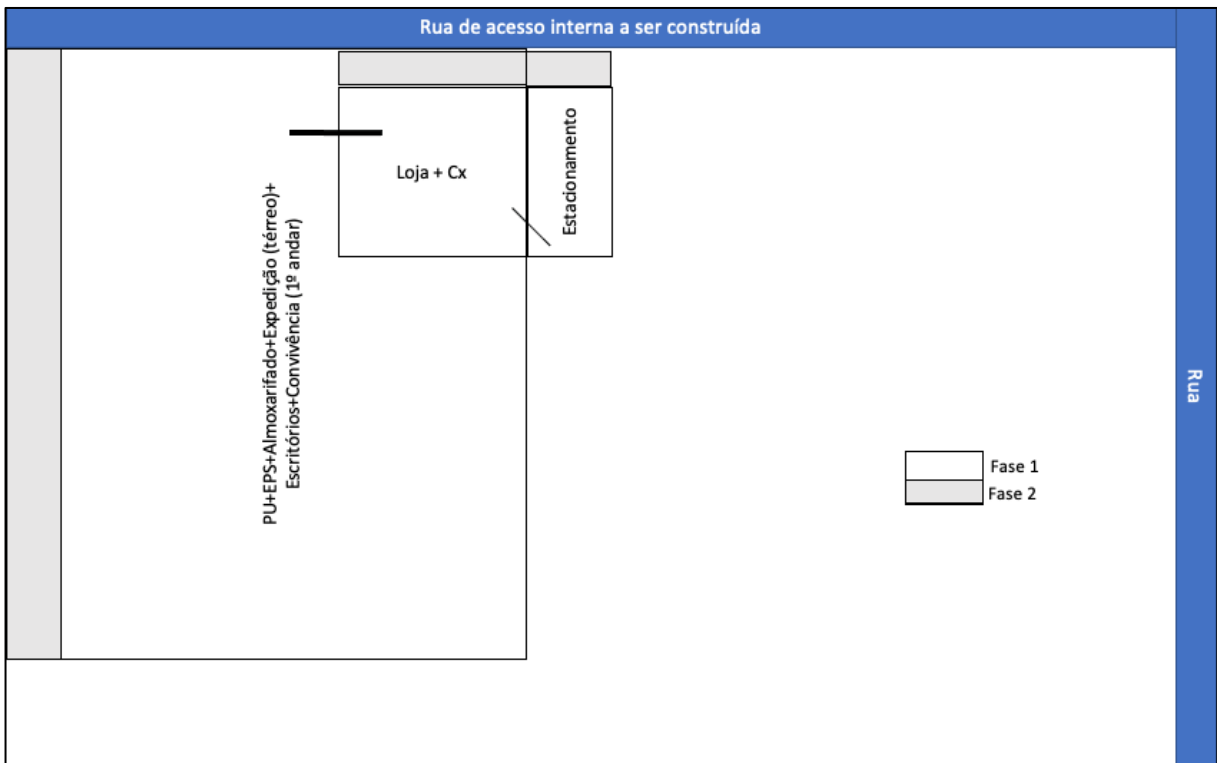 Rua de acesso interna a ser construída
Loja + Cx
Estacionamento
PU+EPS+Almoxarifado+Expedição (térreo)+
Escritórios+Convivência (1º andar)
Rua
Fase 1
Fase 2